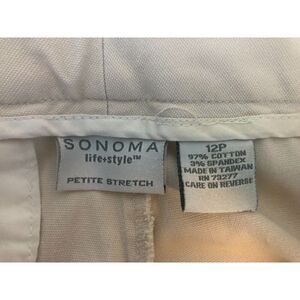 SONOMA
life+style™
PETITE STRETCH
12P
97% COTTON
3% SPANDEX
MADE IN TAIWAN
RN 73277
CARE ON REVERSE